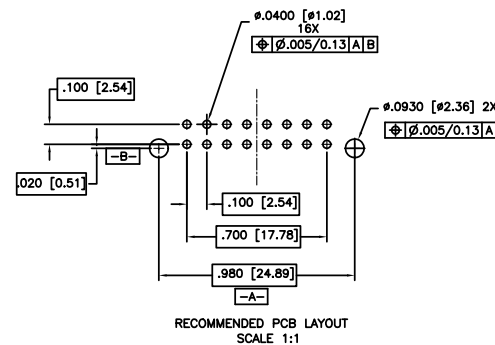 ø.0400 [ø1.02]
16X
⌖ Ø.005/0.13 A B
.100 [2.54]
ø.0930 [ø2.36] 2X
⌖ Ø.005/0.13 A
-B-
.020 [0.51]
.100 [2.54]
.700 [17.78]
.980 [24.89]
-A-
RECOMMENDED PCB LAYOUT
SCALE 1:1